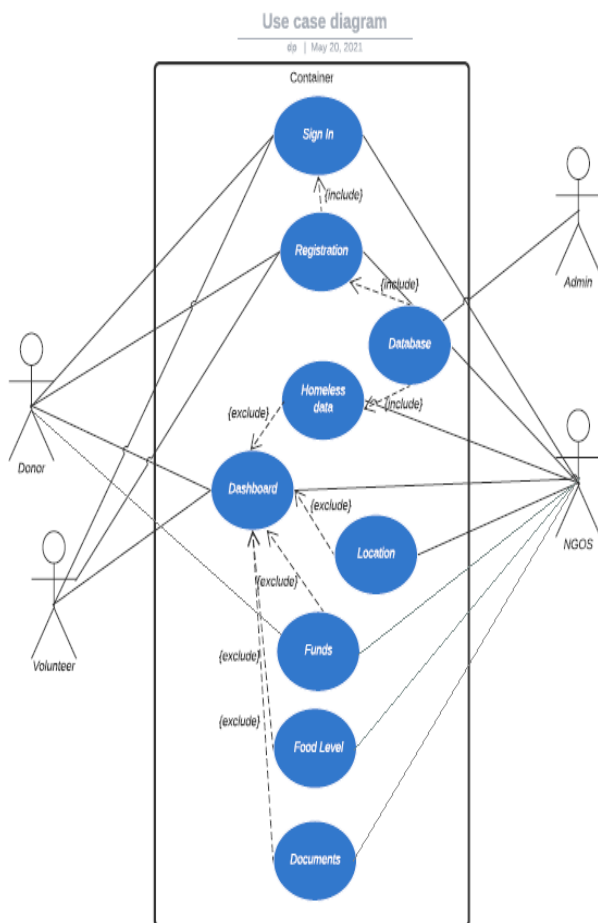 Use case diagram
dp | May 20, 2021
Container
Sign In
{include}
Registration
{include}
Admin
Database
Homeless
data
{include}
{exclude}
Donor
Dashboard
{exclude}
NGOS
Location
{exclude}
Volunteer
Funds
{exclude}
{exclude}
Food Level
Documents